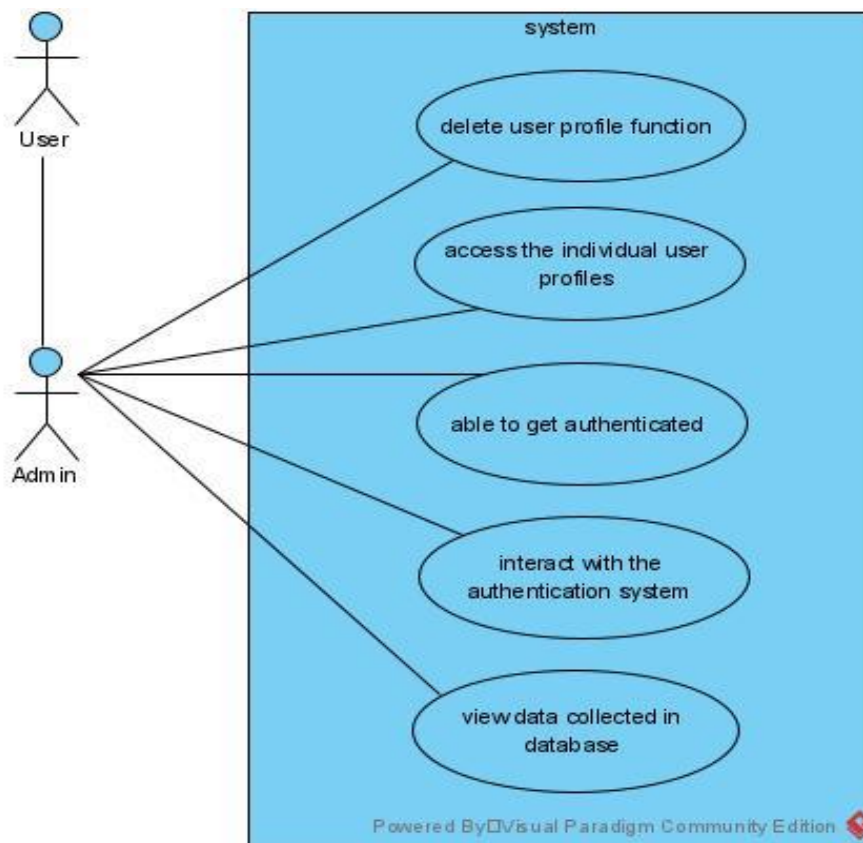 system
User
delete user profile function
access the individual user
profiles
Admin
able to get authenticated
interact with the
authentication system
view data collected in
database
Powered By□Visual Paradigm Community Edition